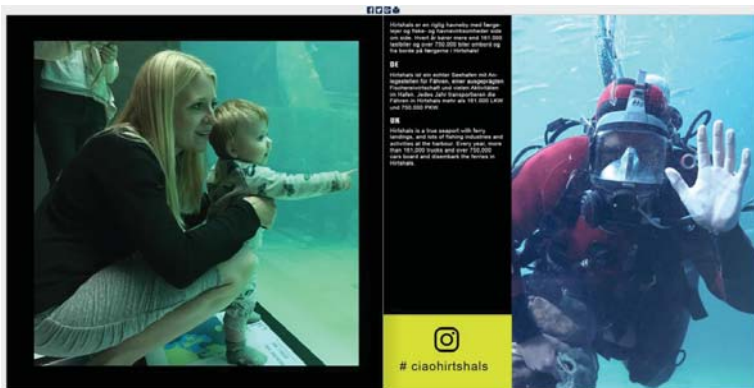 Hirtshals er en rigtig havneby med færge-
lejer og fiske- og havnevirksomheder side
om side. Hvert år kører mere end 161.000
lastbiler og over 750.000 biler ombord og
fra borde på færgerne i Hirtshals!
DE
Hirtshals ist ein echter Seehafen mit An-
legestellen für Fähren, einer ausgeprägten
Fischereiwirtschaft und vielen Aktivitäten
im Hafen. Jedes Jahr transportieren die
Fähren in Hirtshals mehr als 161.000 LKW
und 750.000 PKW.
UK
Hirtshals is a true seaport with ferry
landings, and lots of fishing industries and
activities at the harbour. Every year, more
than 161,000 trucks and over 750,000
cars board and disembark the ferries in
Hirtshals.
# ciaohirtshals